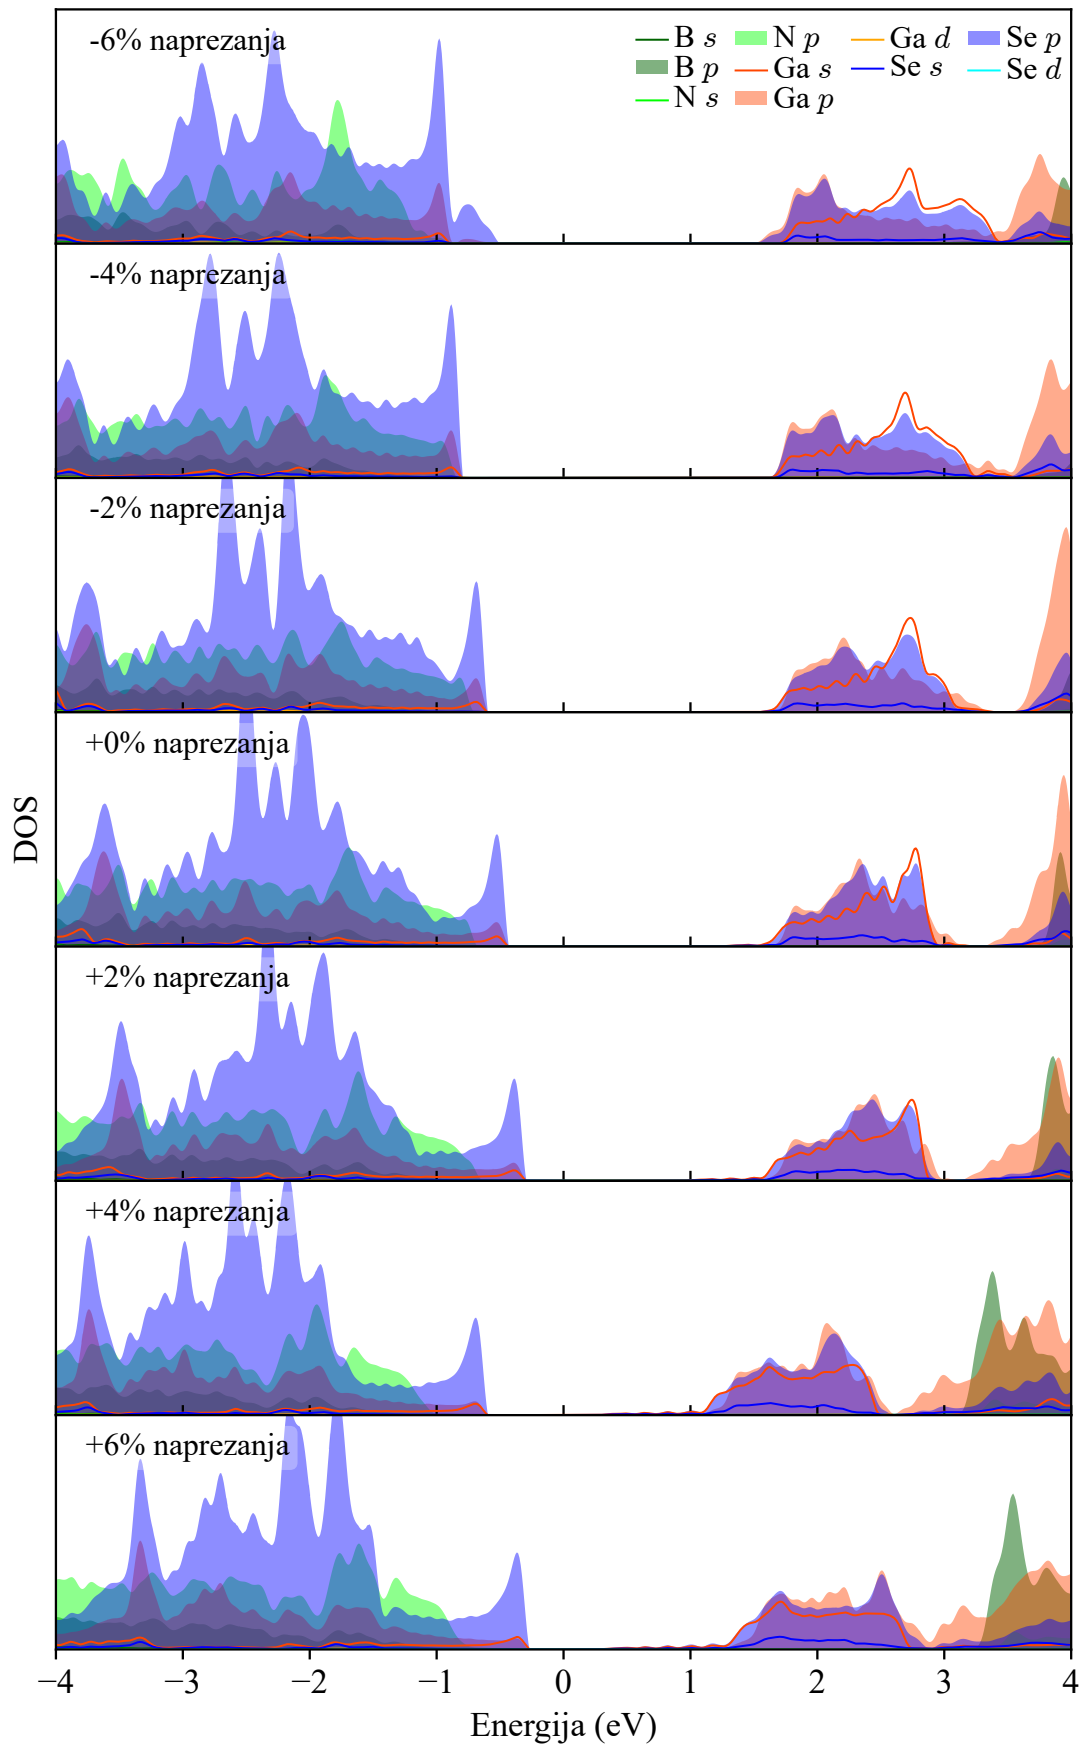 -6% naprezanja
B s
B p
N s
N p
Ga s
Ga p
Ga d
Se s
Se p
Se d
-4% naprezanja
-2% naprezanja
+0% naprezanja
DOS
+2% naprezanja
+4% naprezanja
+6% naprezanja
−4 −3 −2 −1 0 1 2 3 4
Energija (eV)